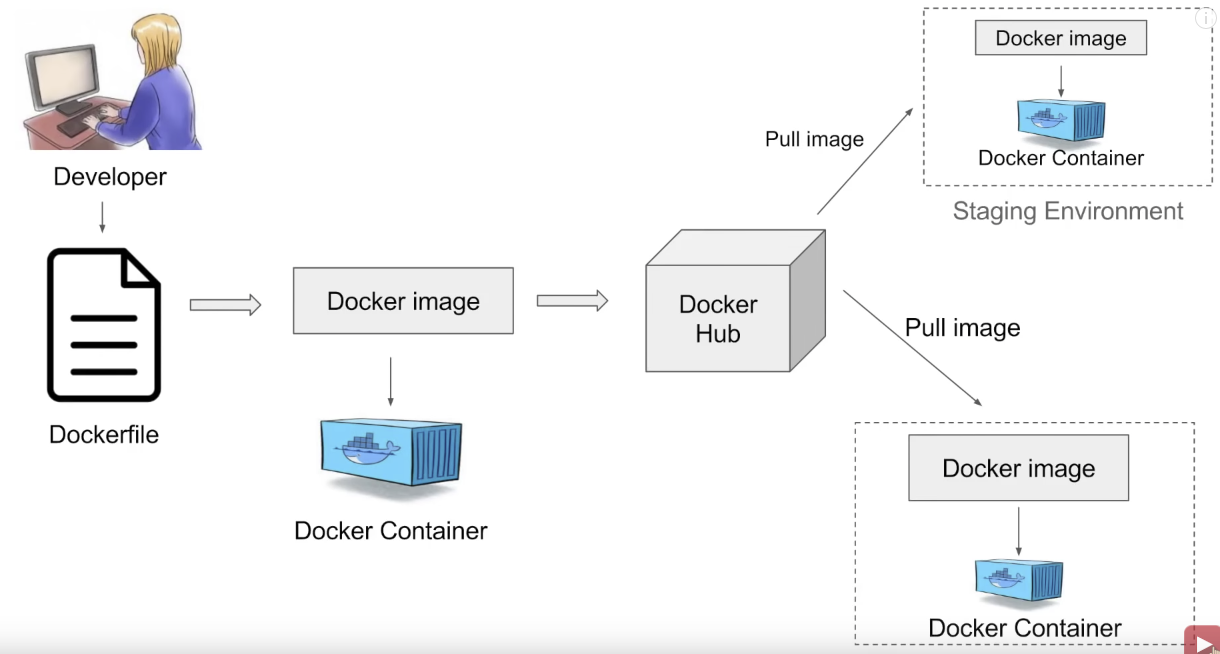 Developer
Dockerfile
Docker image
Docker Container
Docker
Hub
Pull image
Docker image
Docker Container
Staging Environment
Pull image
Docker image
Docker Container